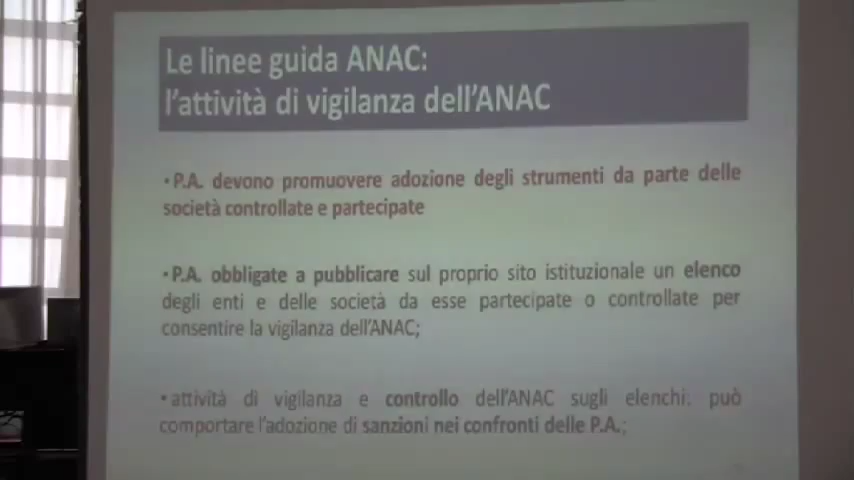 Le linee guida ANAC:
l'attività di vigilanza dell'ANAC
•P.A. devono promuovere adozione degli strumenti da parte delle
società controllate e partecipate
•P.A. obbligate a pubblicare sul proprio sito istituzionale un elenco
degli enti e delle società da esse partecipate o controllate per
consentire la vigilanza dell'ANAC;
•attività di vigilanza e controllo dell'ANAC sugli elenchi: può
comportare l'adozione di sanzioni nei confronti delle P.A.;